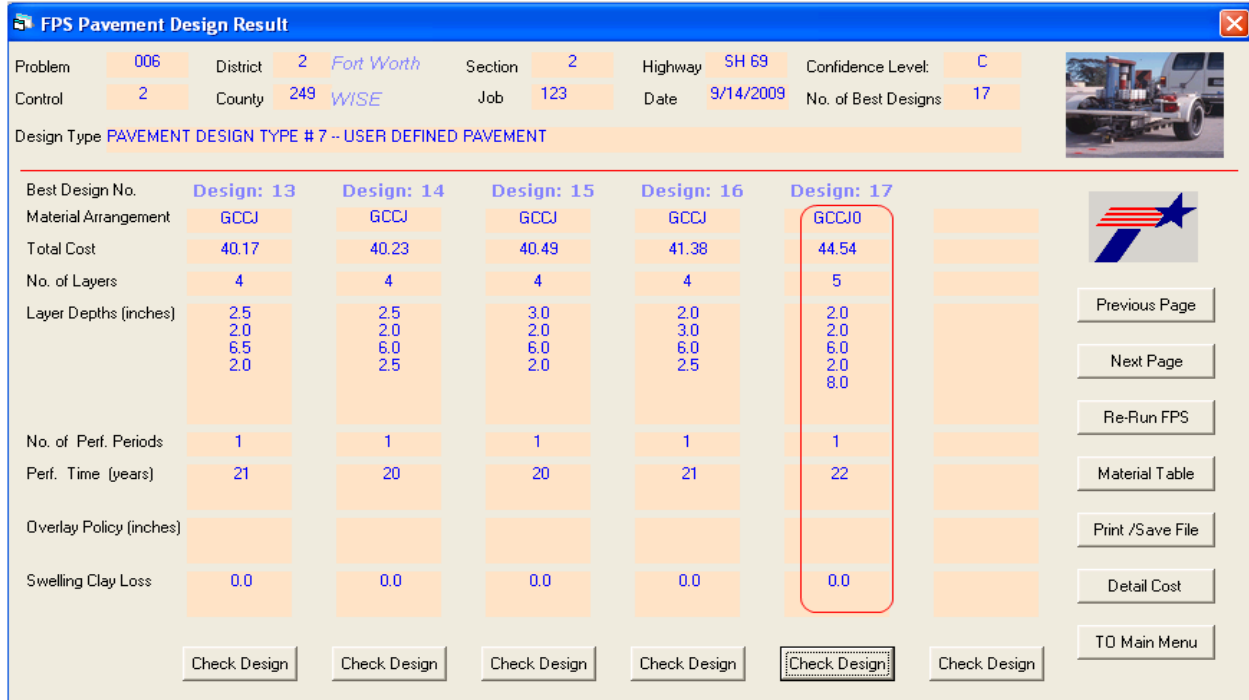 FPS Pavement Design Result
Problem 006 District 2 Fort Worth Section 2 Highway SH 69 Confidence Level: C
Control 2 County 249 WISE Job 123 Date 9/14/2009 No. of Best Designs 17
Design Type PAVEMENT DESIGN TYPE # 7 -- USER DEFINED PAVEMENT
Best Design No. Design: 13 Design: 14 Design: 15 Design: 16 Design: 17
Material Arrangement GCCJ GCCJ GCCJ GCCJ GCCJO
Total Cost 40.17 40.23 40.49 41.38 44.54
No. of Layers 4 4 4 4 5
Layer Depths (inches) 2.5 2.5 3.0 2.0 2.0
2.0 2.0 2.0 3.0 2.0
6.5 6.0 6.0 6.0 6.0
2.0 2.5 2.0 2.5 2.0
8.0
No. of Perf. Periods 1 1 1 1 1
Perf. Time (years) 21 20 20 21 22
Overlay Policy (inches)
Swelling Clay Loss 0.0 0.0 0.0 0.0 0.0
Check Design Check Design Check Design Check Design Check Design Check Design
Previous Page
Next Page
Re-Run FPS
Material Table
Print /Save File
Detail Cost
TO Main Menu